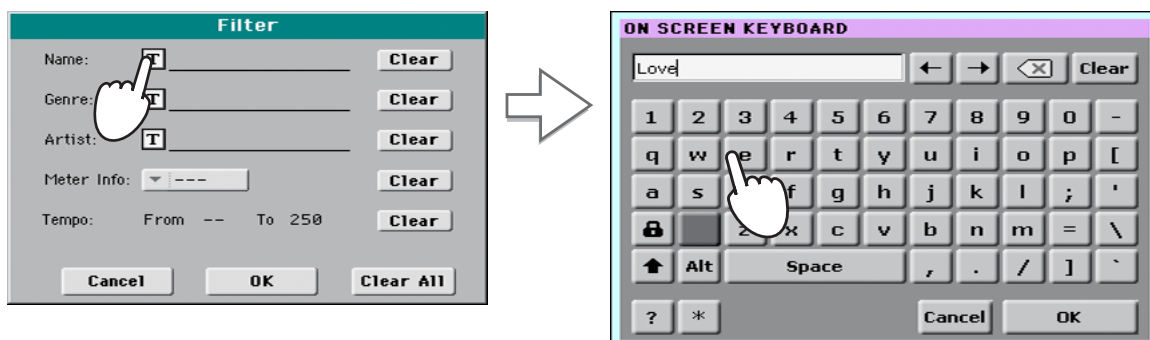 Filter
Name: T Clear
Genre: T Clear
Artist: T Clear
Meter Info: --- Clear
Tempo: From -- To 250 Clear
Cancel OK Clear All
ON SCREEN KEYBOARD
Love ← → Clear
1 2 3 4 5 6 7 8 9 0 -
q w e r t y u i o p [
a s f g h j k l ; '
z x c v b n m = \
Alt Space , . / ] `
? * Cancel OK